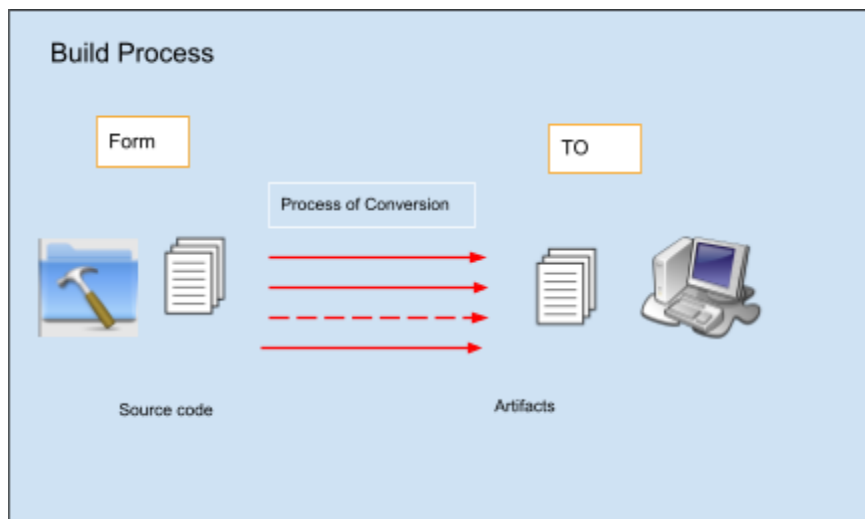 Build Process
Form
TO
Process of Conversion
Source code
Artifacts